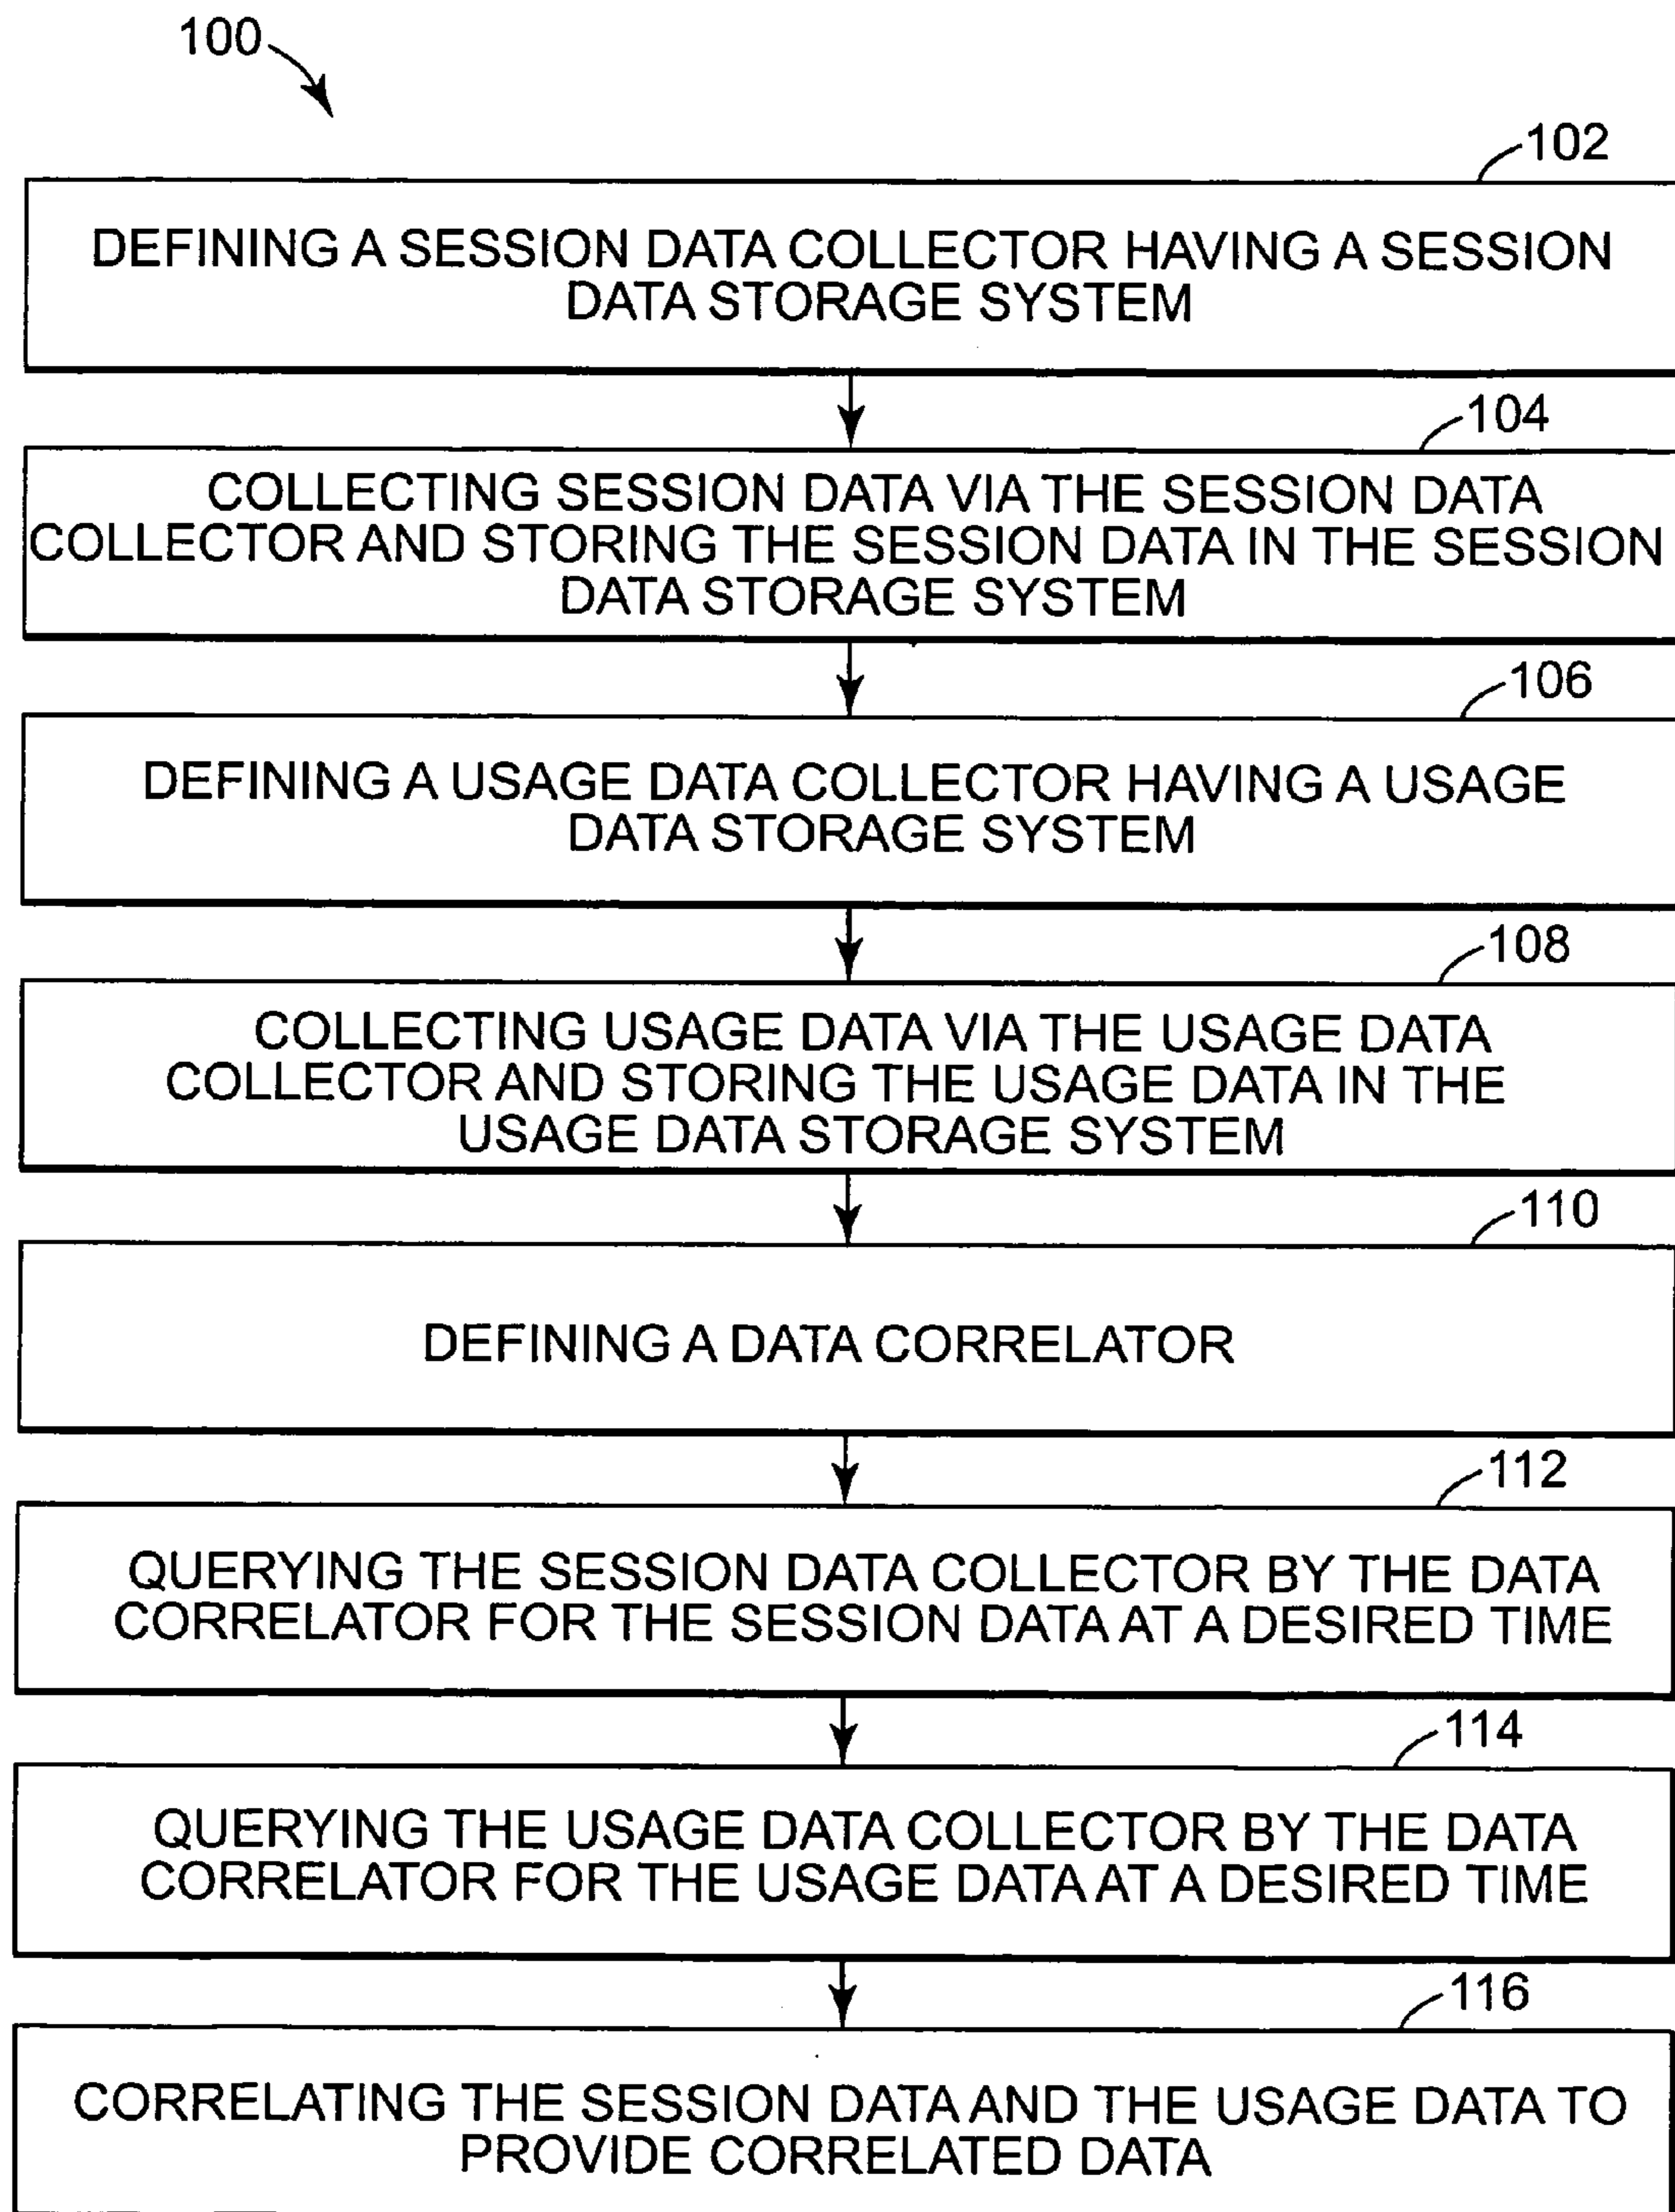 100
102
DEFINING A SESSION DATA COLLECTOR HAVING A SESSION
DATA STORAGE SYSTEM
104
COLLECTING SESSION DATA VIA THE SESSION DATA
COLLECTOR AND STORING THE SESSION DATA IN THE SESSION
DATA STORAGE SYSTEM
106
DEFINING A USAGE DATA COLLECTOR HAVING A USAGE
DATA STORAGE SYSTEM
108
COLLECTING USAGE DATA VIA THE USAGE DATA
COLLECTOR AND STORING THE USAGE DATA IN THE
USAGE DATA STORAGE SYSTEM
110
DEFINING A DATA CORRELATOR
112
QUERYING THE SESSION DATA COLLECTOR BY THE DATA
CORRELATOR FOR THE SESSION DATA AT A DESIRED TIME
114
QUERYING THE USAGE DATA COLLECTOR BY THE DATA
CORRELATOR FOR THE USAGE DATA AT A DESIRED TIME
116
CORRELATING THE SESSION DATA AND THE USAGE DATA TO
PROVIDE CORRELATED DATA